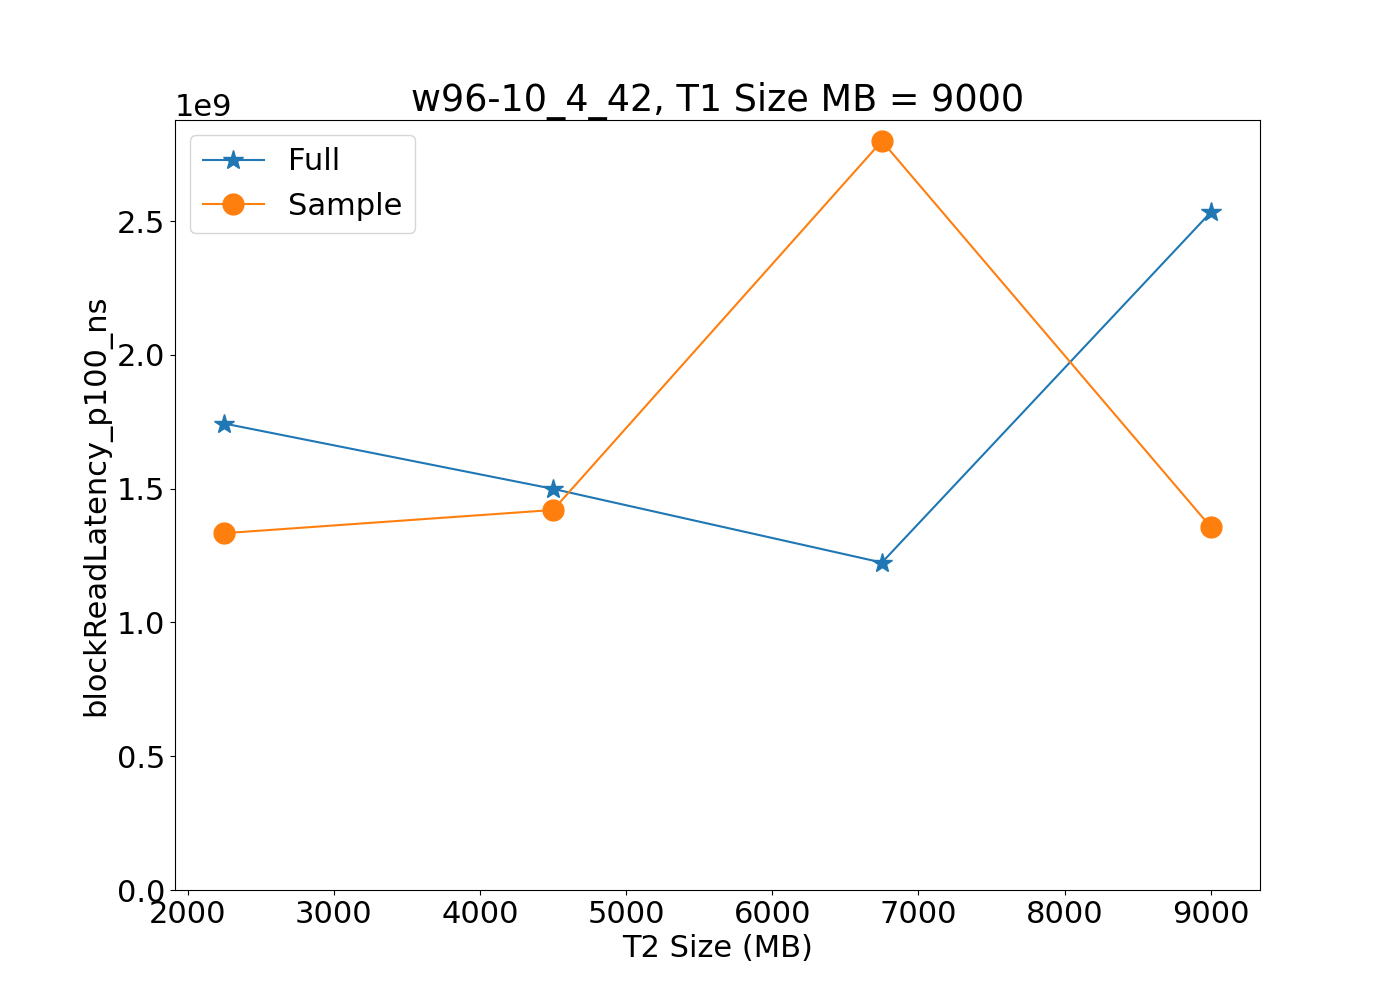 w96-10_4_42, T1 Size MB = 9000
1e9
Full
Sample
2.5
2.0
1.5
1.0
0.5
0.0
blockReadLatency_p100_ns
2000 3000 4000 5000 6000 7000 8000 9000
T2 Size (MB)